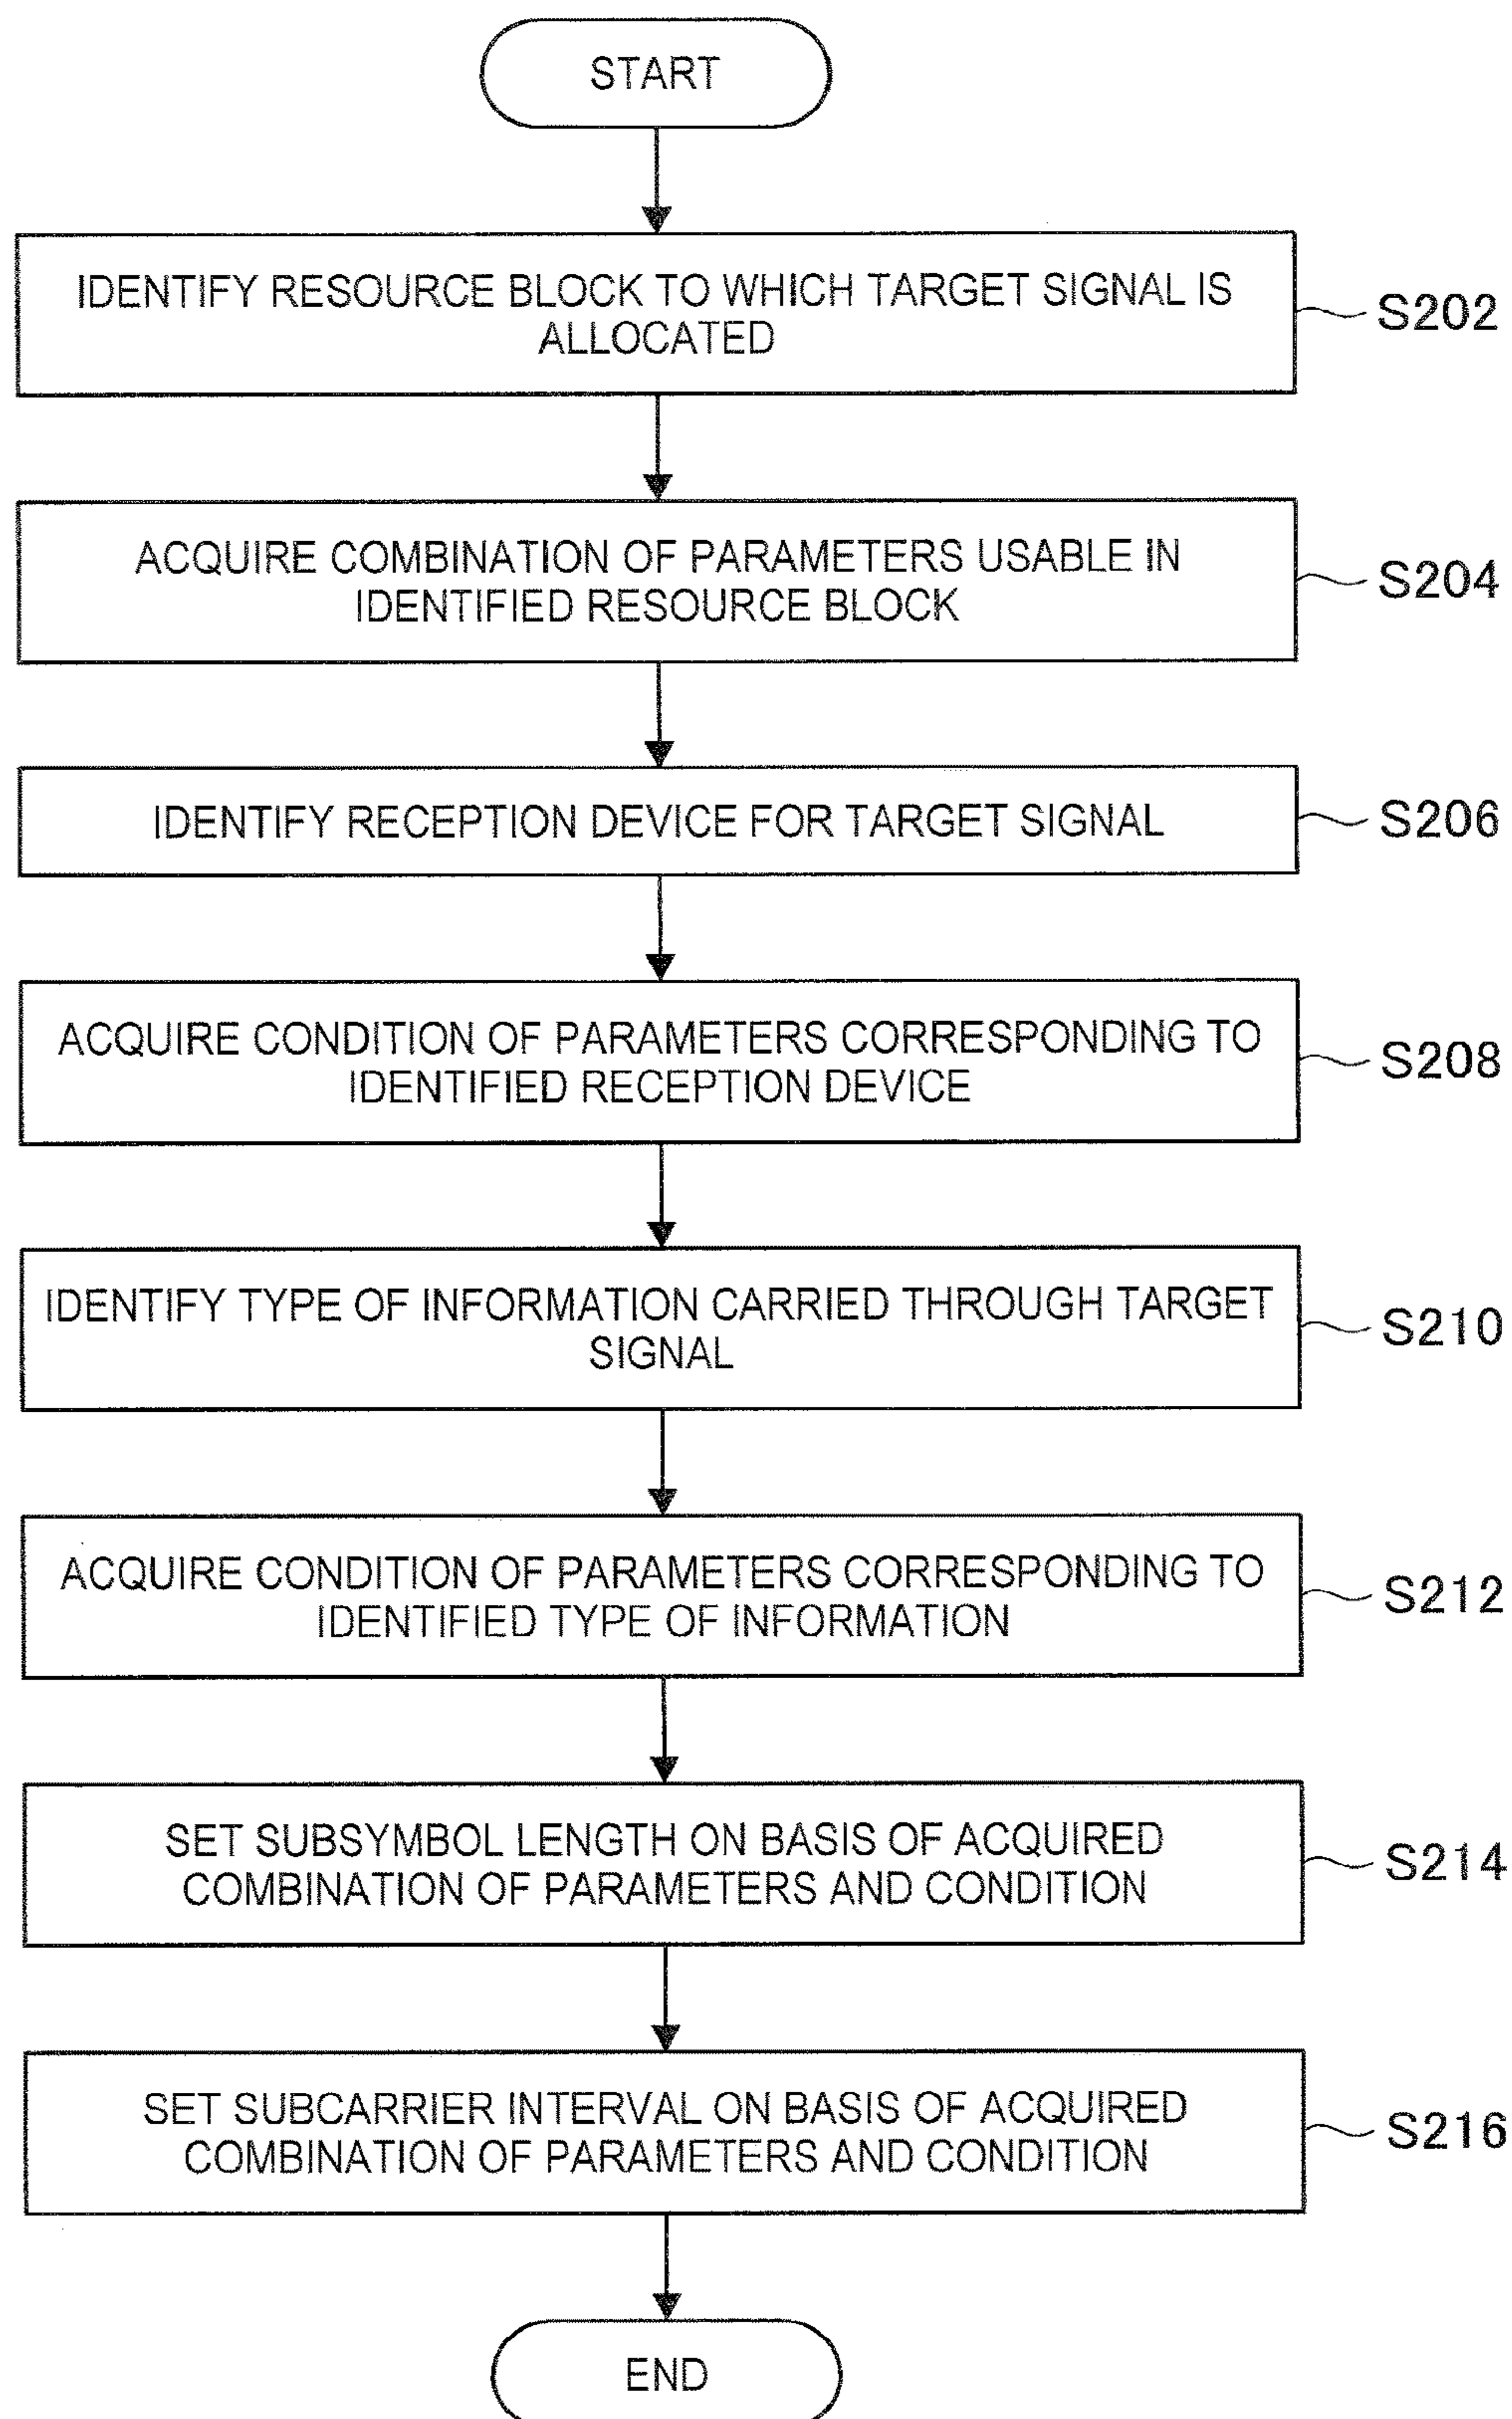 START
IDENTIFY RESOURCE BLOCK TO WHICH TARGET SIGNAL IS
ALLOCATED
S202
ACQUIRE COMBINATION OF PARAMETERS USABLE IN
IDENTIFIED RESOURCE BLOCK
S204
IDENTIFY RECEPTION DEVICE FOR TARGET SIGNAL
S206
ACQUIRE CONDITION OF PARAMETERS CORRESPONDING TO
IDENTIFIED RECEPTION DEVICE
S208
IDENTIFY TYPE OF INFORMATION CARRIED THROUGH TARGET
SIGNAL
S210
ACQUIRE CONDITION OF PARAMETERS CORRESPONDING TO
IDENTIFIED TYPE OF INFORMATION
S212
SET SUBSYMBOL LENGTH ON BASIS OF ACQUIRED
COMBINATION OF PARAMETERS AND CONDITION
S214
SET SUBCARRIER INTERVAL ON BASIS OF ACQUIRED
COMBINATION OF PARAMETERS AND CONDITION
S216
END